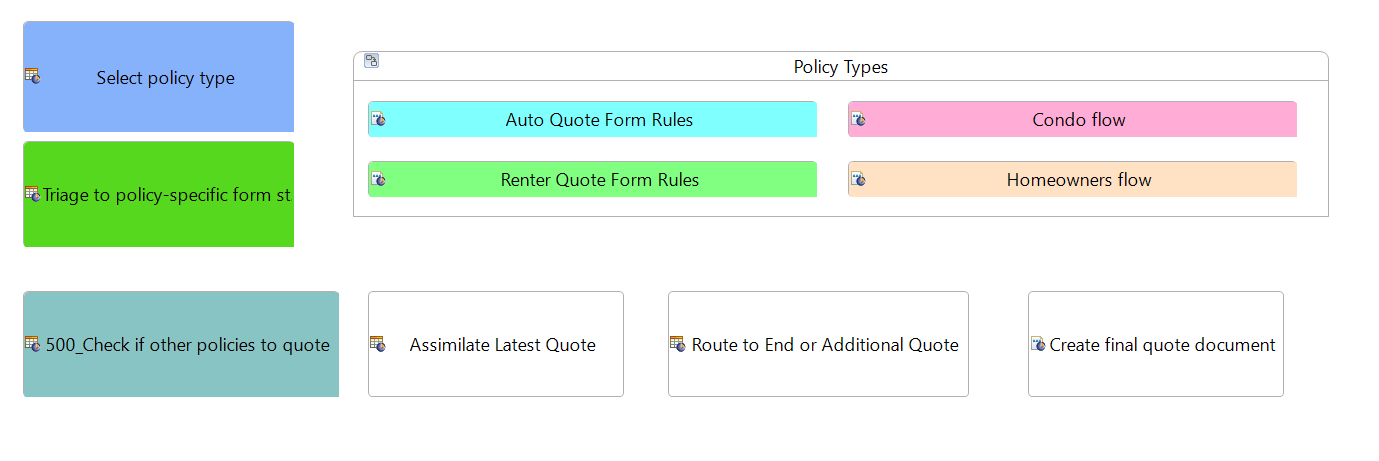 Select policy type
Policy Types
Auto Quote Form Rules
Condo flow
Triage to policy-specific form st
Renter Quote Form Rules
Homeowners flow
500_Check if other policies to quote
Assimilate Latest Quote
Route to End or Additional Quote
Create final quote document